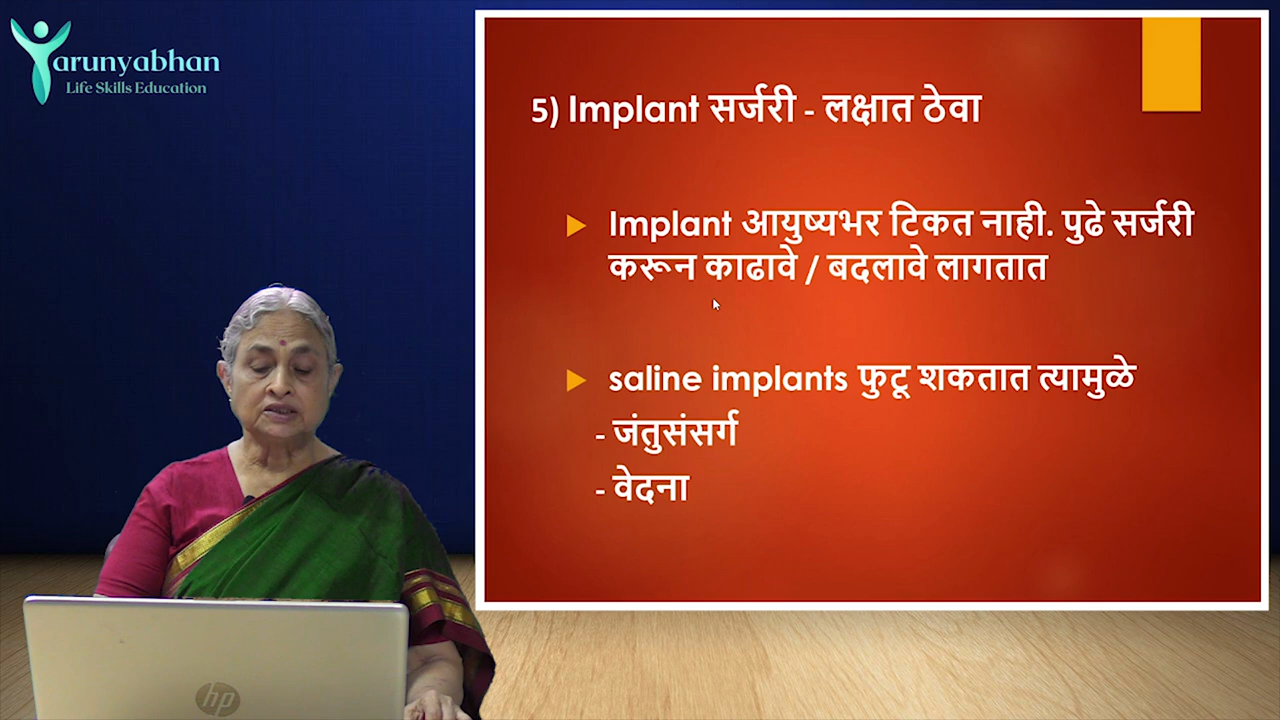 Tarunyabhan
Life Skills Education
5) Implant सर्जरी - लक्षात ठेवा
Implant आयुष्यभर टिकत नाही. पुढे सर्जरी
करून काढावे / बदलावे लागतात
saline implants फुटू शकतात त्यामुळे
- जंतुसंसर्ग
- वेदना
hp